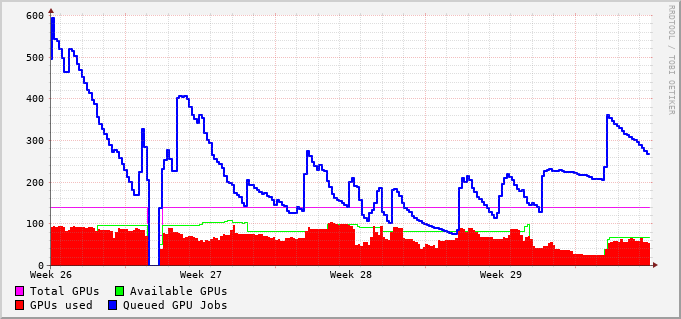 600
500
400
300
200
100
0
Week 26 Week 27 Week 28 Week 29
Total GPUs Available GPUs
GPUs used Queued GPU Jobs
RRDTOOL / TOBI OETIKER